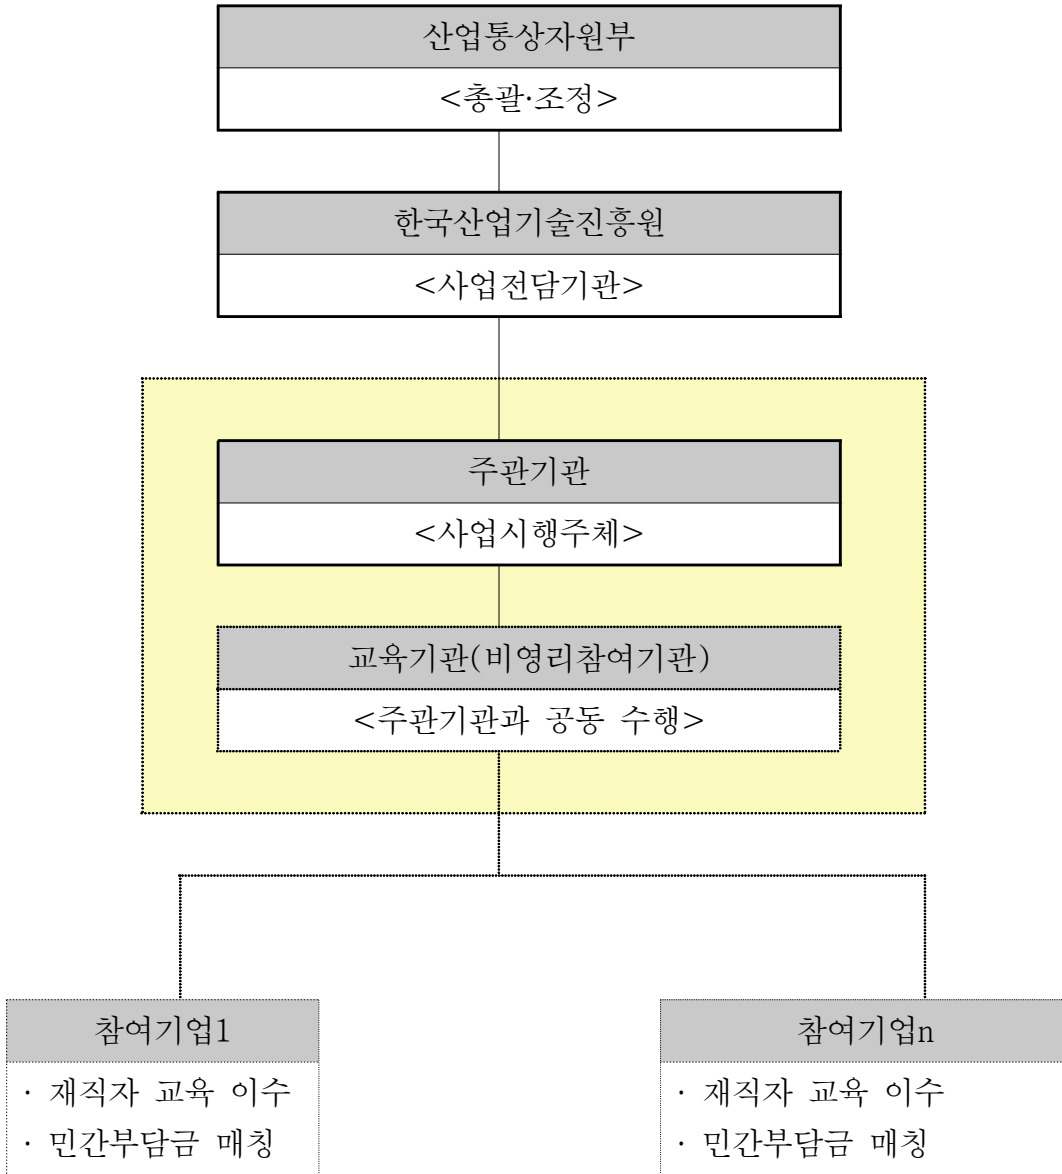 산업통상자원부
<총괄·조정>
한국산업기술진흥원
<사업전담기관>
주관기관
<사업시행주체>
교육기관(비영리참여기관)
<주관기관과 공동 수행>
참여기업1
· 재직자 교육 이수
· 민간부담금 매칭
참여기업n
· 재직자 교육 이수
· 민간부담금 매칭